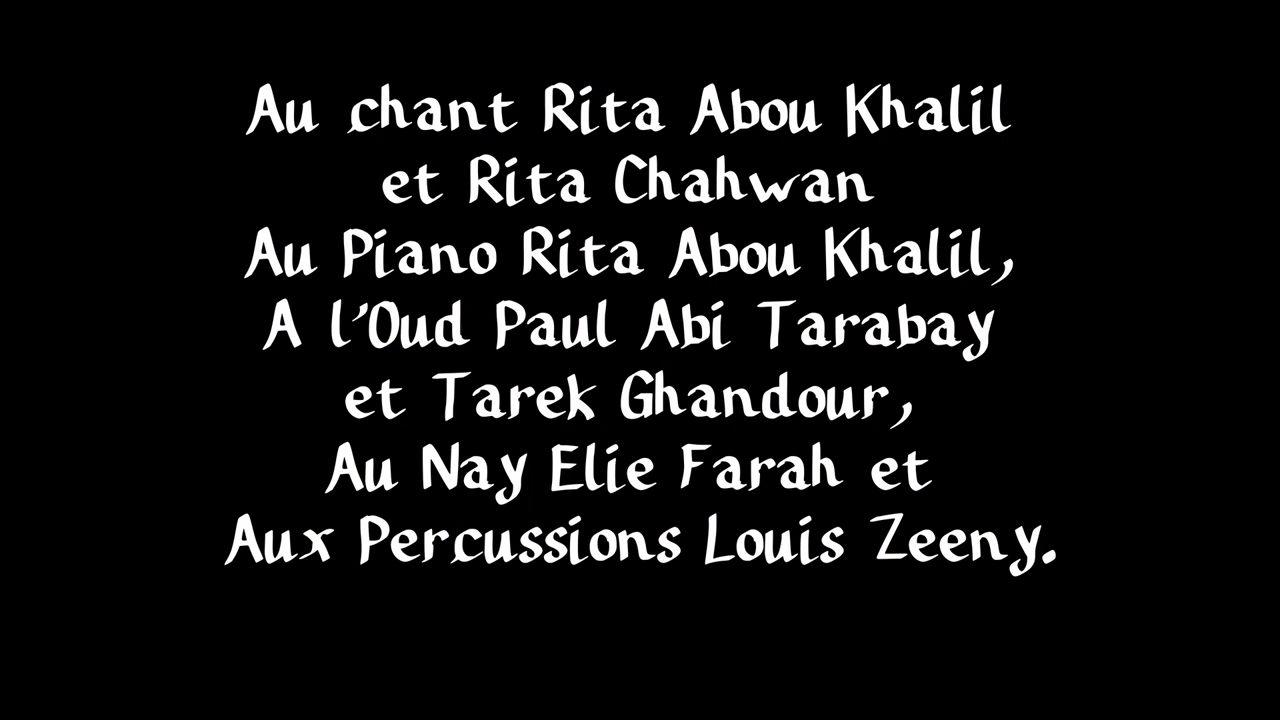 Au chant Rita Abou Khalil
et Rita Chahwan
Au Piano Rita Abou Khalil,
A l'Oud Paul Abi Tarabay
et Tarek Ghandour,
Au Nay Elie Farah et
Aux Percussions Louis Zeeny.